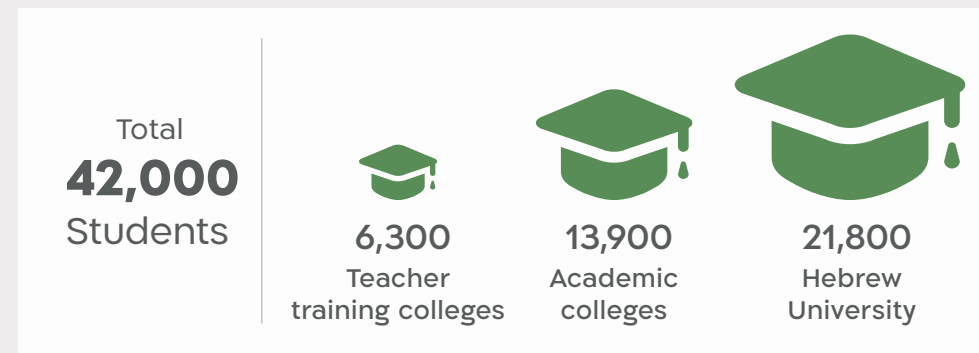 Total
42,000
Students
6,300
Teacher
training colleges
13,900
Academic
colleges
21,800
Hebrew
University